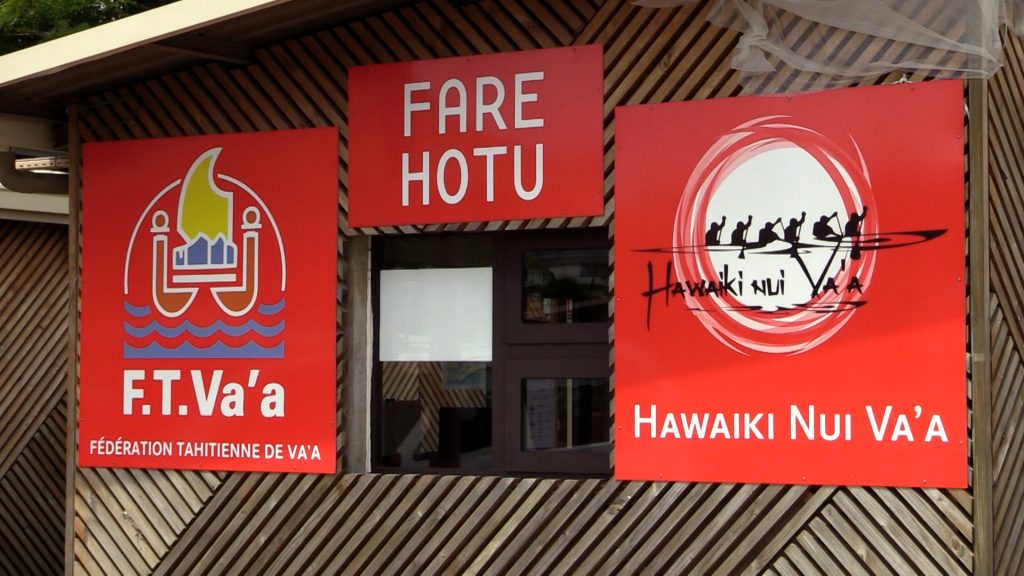 FARE
HOTU
F.T.Va'a
FÉDÉRATION TAHITIENNE DE VA'A
HAWAIKI NUI VA'A
HAWAIKI NUI VA'A